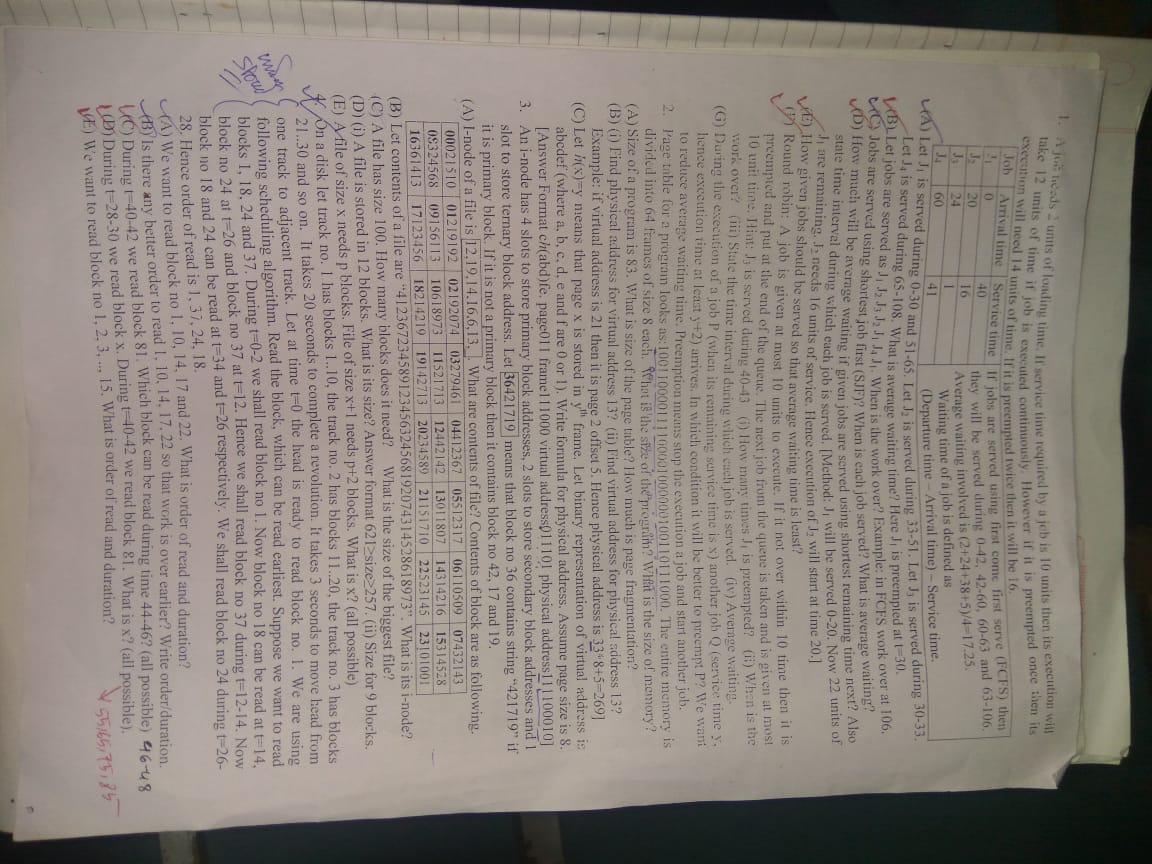 1. A job needs 2 units of loading time. If service time required by a job is 10 units then its execution will
take 12 units of time if job is executed continuously. However if it is preempted once then its
execution will need 14 units of time. If it is preempted twice then it will be 16.
Job Arrival time Service time
J₁ 0 40
J₂ 20 16
J₃ 24 1
J₄ 60 41
If jobs are served using first come first serve (FCFS) then
they will be served during 0-42, 42-60, 60-63 and 63-106.
Average waiting involved is (2+24+38+5)/4=17.25.
Waiting time of a job is defined as
(Departure time – Arrival time) – Service time.
(A) Let J₁ is served during 0-30 and 51-65. Let J₂ is served during 33-51. Let J₃ is served during 30-33.
Let J₄ is served during 65-108. What is average waiting time? Here J₁ is preempted at t=30.
(B) Let jobs are served as J₁ J₂ J₃ J₂ J₁ J₄ J₁. When is the work over? Example: in FCFS work over at 106.
(C) Jobs are served using shortest job first (SJF)? When is each job served? What is average waiting?
(D) How much will be average waiting if given jobs are served using shortest remaining time next? Also
state time interval during which each job is served. [Method: J₁ will be served 0-20. Now 22 units of
J₁ are remaining. J₂ needs 16 units of service. Hence execution of J₂ will start at time 20.]
(E) How given jobs should be served so that average waiting time is least?
(F) Round robin: A job is given at most 10 units to execute. If it not over within 10 time then it is
preempted and put at the end of the queue. The next job from the queue is taken and is given at most
10 unit time. Hint: J₃ is served during 40-43 (i) How many times J₁ is preempted? (ii) When is the
work over? (iii) State the time interval during which each job is served. (iv) Average waiting.
(G) During the execution of a job P (when its remaining service time is x) another job Q (service time y,
hence execution time at least y+2) arrives. In which condition it will be better to preempt P? We want
to reduce average waiting time. Preemption means stop the execution a job and start another job.
2. Page table for a program looks as: The entire memory is
divided into 64 frames of size 8 each. What is the size of the program? What is the size of memory?
(A) Size of a program is 83. What is size of the page table? How much is page fragmentation?
(B) (i) Find physical address for virtual address 13? (ii) Find virtual address for physical address 13?
Example: if virtual address is 21 then it is page 2 offset 5. Hence physical address is 33*8+5=269]
(C) Let h(x)=y means that page x is stored in yᵗʰ frame. Let binary representation of virtual address is
abcdef (where a, b, c, d, e and f are 0 or 1). Write formula for physical address. Assume page size is 8.
[Answer Format c/
3. An i-node has 4 slots to store primary block addresses, 2 slots to store secondary block addresses and 1
slot to store ternary block address. Let 36421719 means that block no 36 contains string "421719" if
it is primary block. If it is not a primary block then it contains block no 42, 17 and 19.
(A) I-node of a file is 12,19,14,16,6,13,_. What are contents of file? Contents of block are as following.
00021510 01219192 02192074 03279461 04412367 05512317 06110509 07432143
08324568 09156113 10618973 11521713 12442142 13011807 14314216 15314528
16361413 17123456 18214219 19142713 20234589 21151710 22523145 23101001
(B) Let contents of a file are What is its i-node?
(C) A file has size 100. How many blocks does it need? What is the size of the biggest file?
(D) (i) A file is stored in 12 blocks. What is its size? Answer format 621≥size≥257. (ii) Size for 9 blocks.
(E) A file of size x needs p blocks. File of size x+1 needs p+2 blocks. What is x? (all possible)
4. On a disk let track no. 1 has blocks 1..10, the track no. 2 has blocks 11..20, the track no. 3 has blocks
21..30 and so on. It takes 20 seconds to complete a revolution. It takes 3 seconds to move head from
one track to adjacent track. Let at time t=0 the head is ready to read block no. 1. We are using
following scheduling algorithm. Read the block, which can be read earliest. Suppose we want to read
blocks 1, 18, 24 and 37. During t=0-2 we shall read block no 1. Now block no 18 can be read at t=14,
block no 24 at t=26 and block no 37 at t=12. Hence we shall read block no 37 during t=12-14. Now
block no 18 and 24 can be read at t=34 and t=26 respectively. We shall read block no 24 during t=26-
28. Hence order of read is 1, 37, 24, 18.
(A) We want to read block no 1, 10, 14, 17 and 22. What is order of read and duration?
(B) Is there any better order to read 1, 10, 14, 17, 22 so that work is over earlier? Write order/duration.
(C) During t=40-42 we read block 81. Which block can be read during time 44-46? (all possible) 46-48
(D) During t=28-30 we read block x. During t=40-42 we read block 81. What is x? (all possible).
(E) We want to read block no 1, 2, 3,..., 15. What is order of read and duration?
55,65,75,85